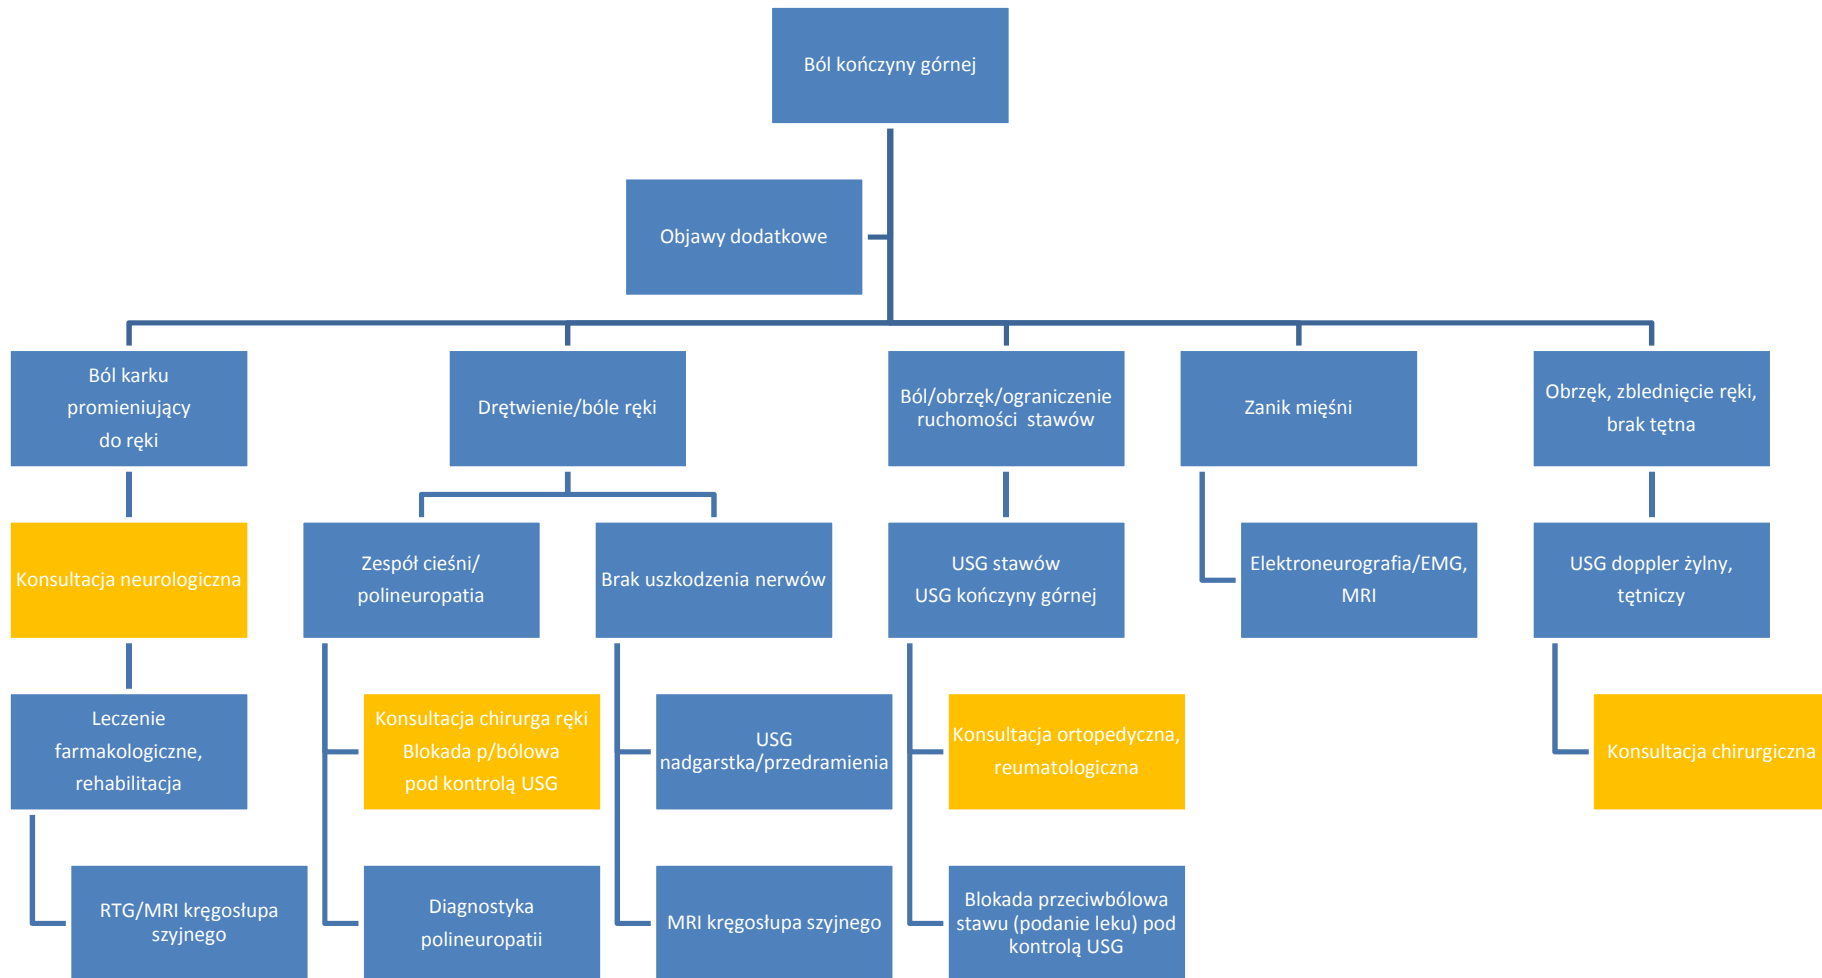 Ból kończyny górnej
Objawy dodatkowe
Ból karku
promieniujący
do ręki
Drętwienie/bóle ręki
Ból/obrzęk/ograniczenie
ruchomości stawów
Zanik mięśni
Obrzęk, zblednięcie ręki,
brak tętna
Konsultacja neurologiczna
Zespół cieśni/
polineuropatia
Brak uszkodzenia nerwów
USG stawów
USG kończyny górnej
Elektroneurografia/EMG,
MRI
USG doppler żylny,
tętniczy
Leczenie
farmakologiczne,
rehabilitacja
Konsultacja chirurga ręki
Blokada p/bólowa
pod kontrolą USG
USG
nadgarstka/przedramienia
Konsultacja ortopedyczna,
reumatologiczna
Konsultacja chirurgiczna
RTG/MRI kręgosłupa
szyjnego
Diagnostyka
polineuropatii
MRI kręgosłupa szyjnego
Blokada przeciwbólowa
stawu (podanie leku) pod
kontrolą USG